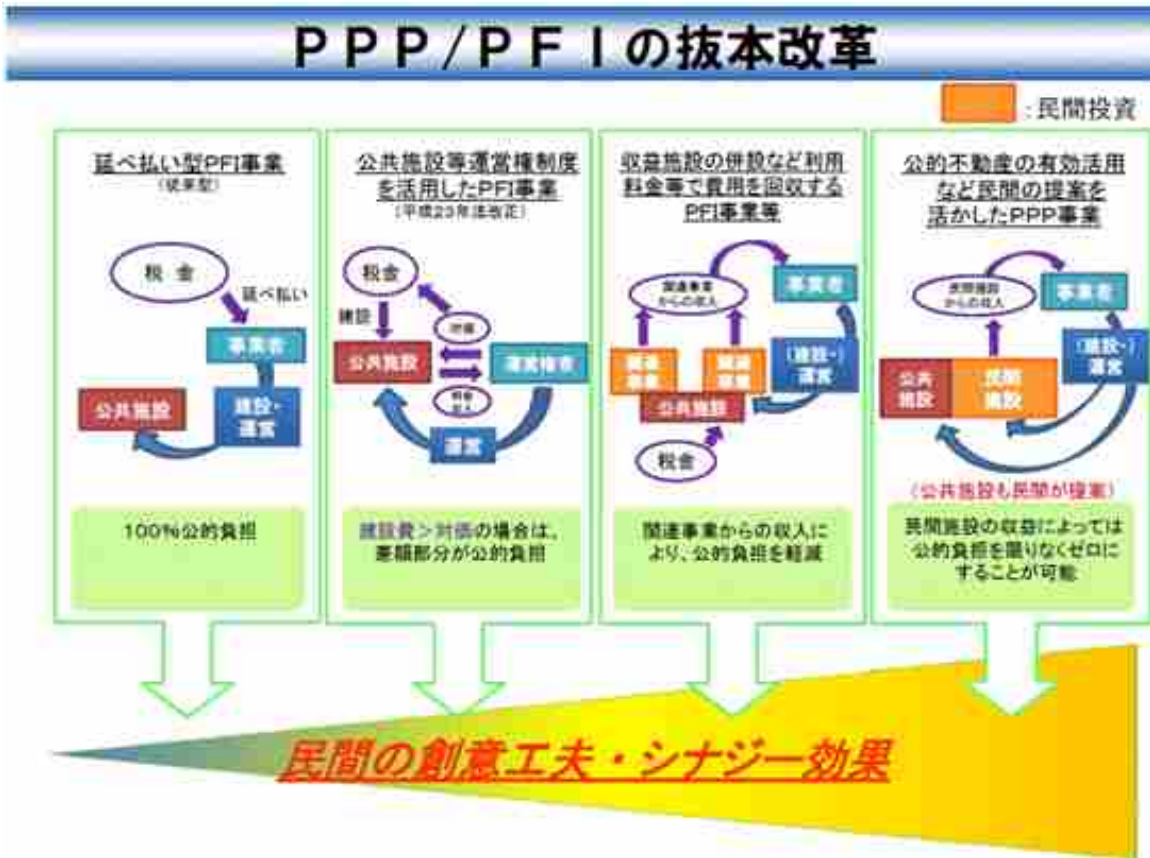 PPP/PFIの抜本改革
:民間投資
延べ払い型PFI事業
(従来型)
税 金
延べ払い
事業者
公共施設
建設・
運営
100%公的負担
公共施設等運営権制度
を活用したPFI事業
(平成23年法改正)
税金
建設
対価
公共施設
運営権者
料金
収入
運営
建設費>対価の場合は、
差額部分が公的負担
収益施設の併設など利用
料金等で費用を回収する
PFI事業等
関連事業
からの収入
事業者
関連
事業
関連
事業
(建設・)
運営
公共施設
税金
関連事業からの収入に
より、公的負担を軽減
公的不動産の有効活用
など民間の提案を
活かしたPPP事業
民間施設
からの収入
事業者
(建設・)
運営
公共
施設
民間
施設
(公共施設も民間が提案)
民間施設の収益によっては
公的負担を限りなくゼロに
することが可能
民間の創意工夫・シナジー効果